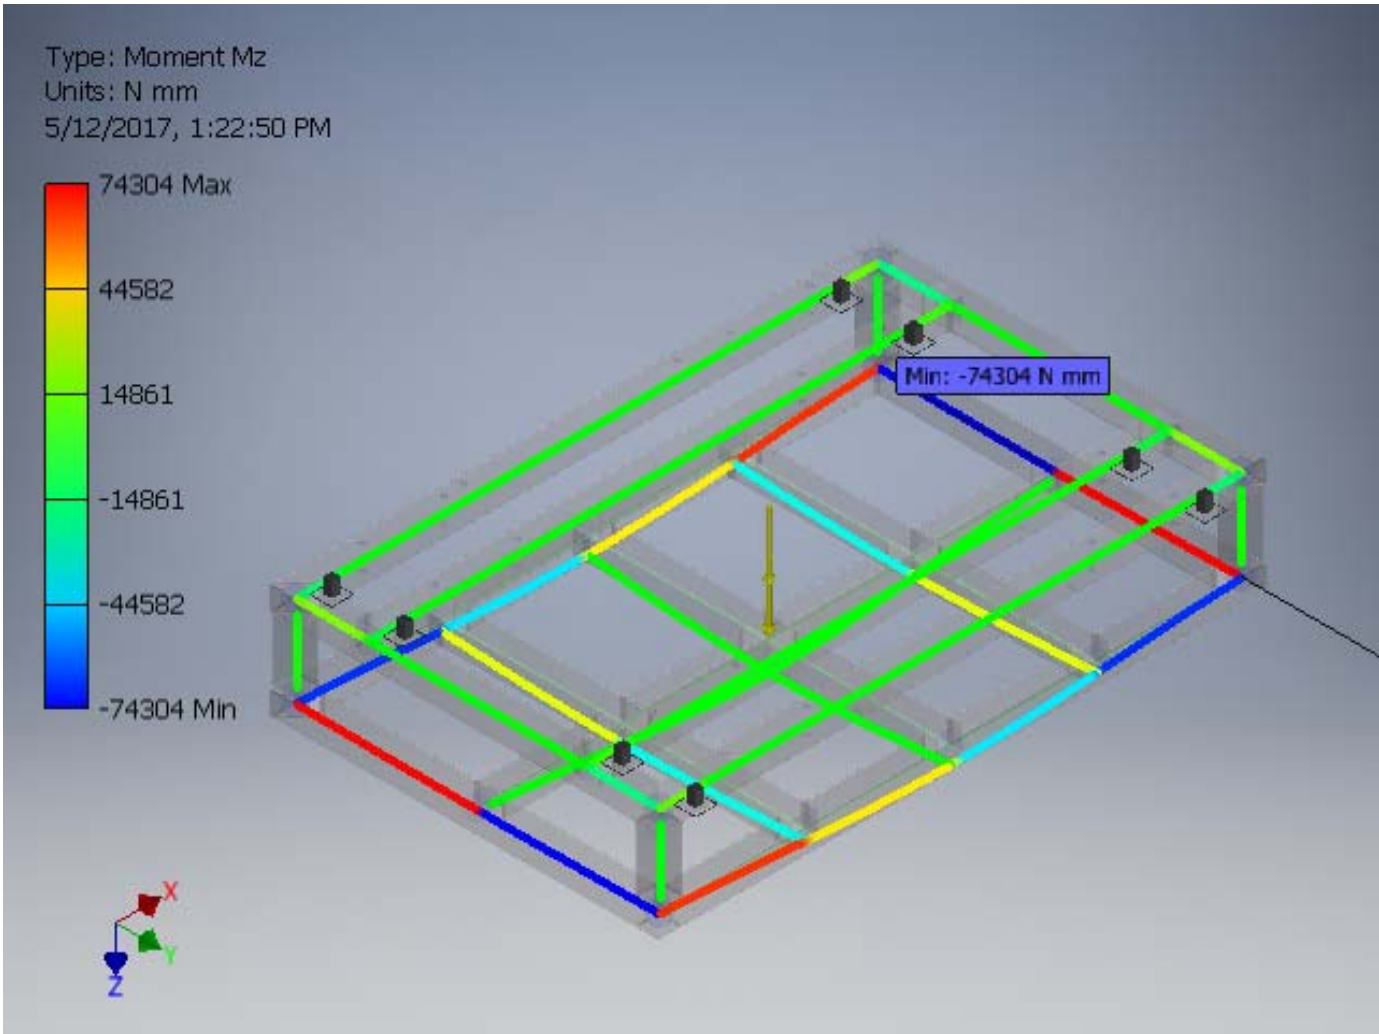 Type: Moment Mz
Units: N mm
5/12/2017, 1:22:50 PM
74304 Max
44582
14861
-14861
-44582
-74304 Min
Min: -74304 N mm
X
Y
Z